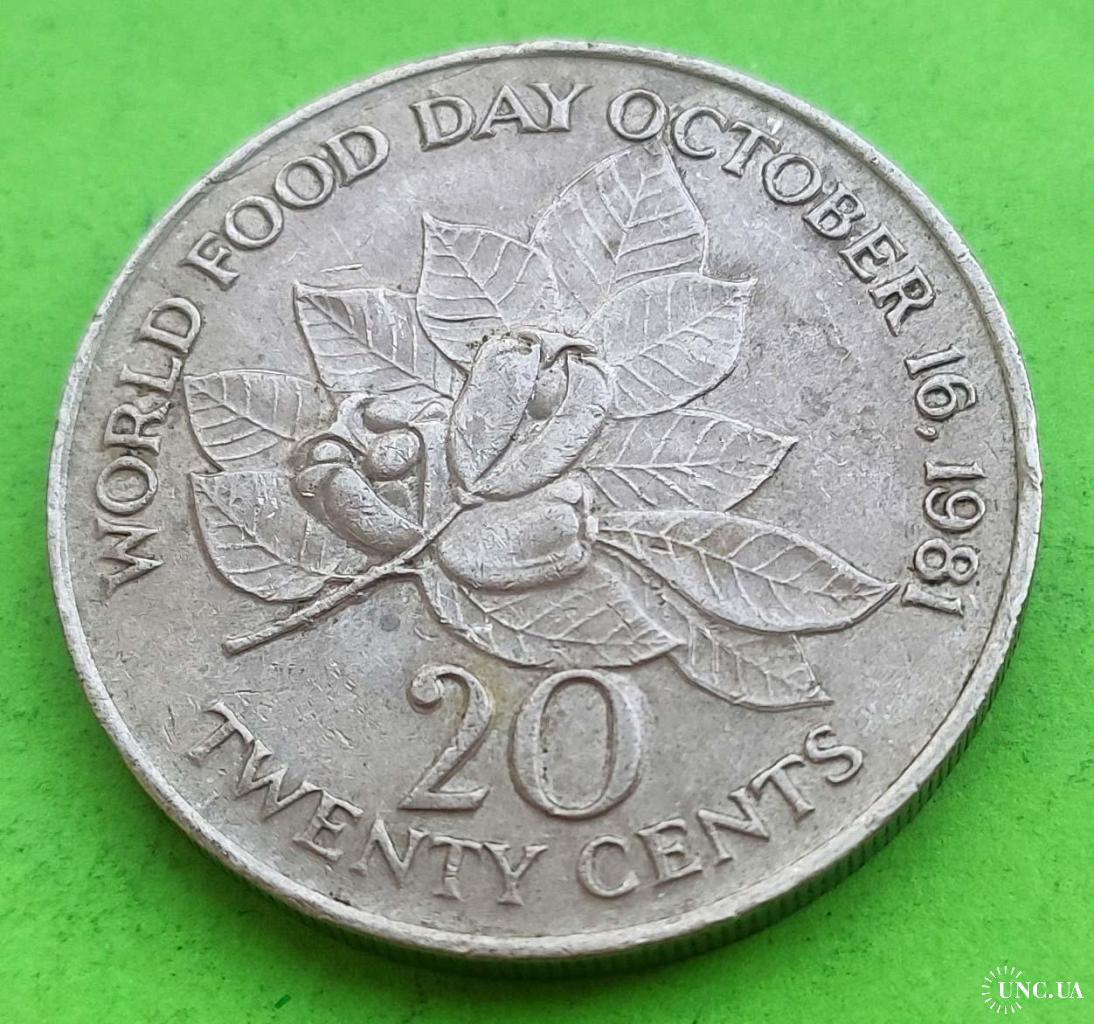 WORLD FOOD DAY OCTOBER 16, 1981
20
TWENTY CENTS
UNC.UA